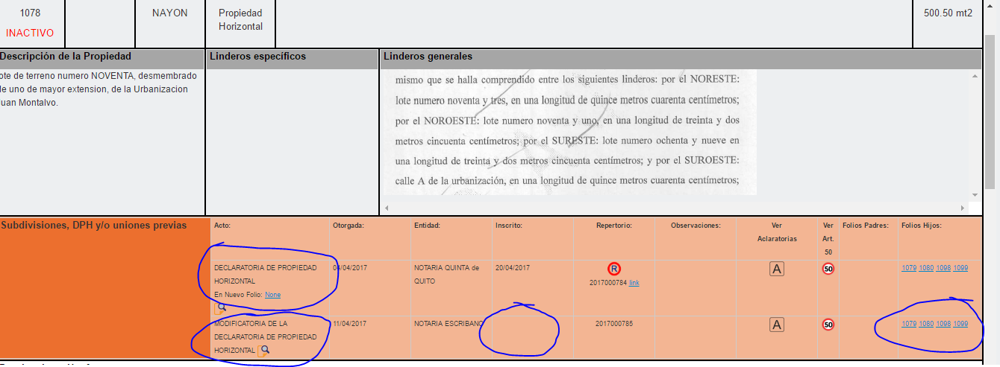 1078
NAYON
Propiedad
500.50 mt2
INACTIVO
Horizontal
Descripción de la Propiedad
Linderos específicos
Linderos generales
ote de terreno numero NOVENTA, desmembrado
de uno de mayor extension, de la Urbanizacion
Juan Montalvo.
mismo que se halla comprendido entre los siguientes linderos: por el NORESTE:
lote numero noventa y tres, en una longitud de quince metros cuarenta centímetros;
por el NOROESTE: lote numero noventa y uno, en una longitud de treinta y dos
metros cincuenta centímetros; por el SURESTE: lote numero ochenta y nueve en
una longitud de treinta y dos metros cincuenta centímetros; y por el SUROESTE:
calle A de la urbanización, en una longitud de quince metros cuarenta centímetros;
Subdivisiones, DPH y/o uniones previas
Acto: Otorgada: Entidad: Inscrito: Repertorio: Observaciones: Ver Ver Folios Padres: Folios Hijos:
Aclaratorias Art.
50
DECLARATORIA DE PROPIEDAD 04/04/2017 NOTARIA QUINTA de 20/04/2017 R A 50 1079 1080 1098 1099
HORIZONTAL QUITO 2017000784 link
En Nuevo Folio: None
MODIFICATORIA DE LA 11/04/2017 NOTARIA ESCRIBANO 2017000785 A 50 1079 1080 1098 1099
DECLARATORIA DE PROPIEDAD
HORIZONTAL